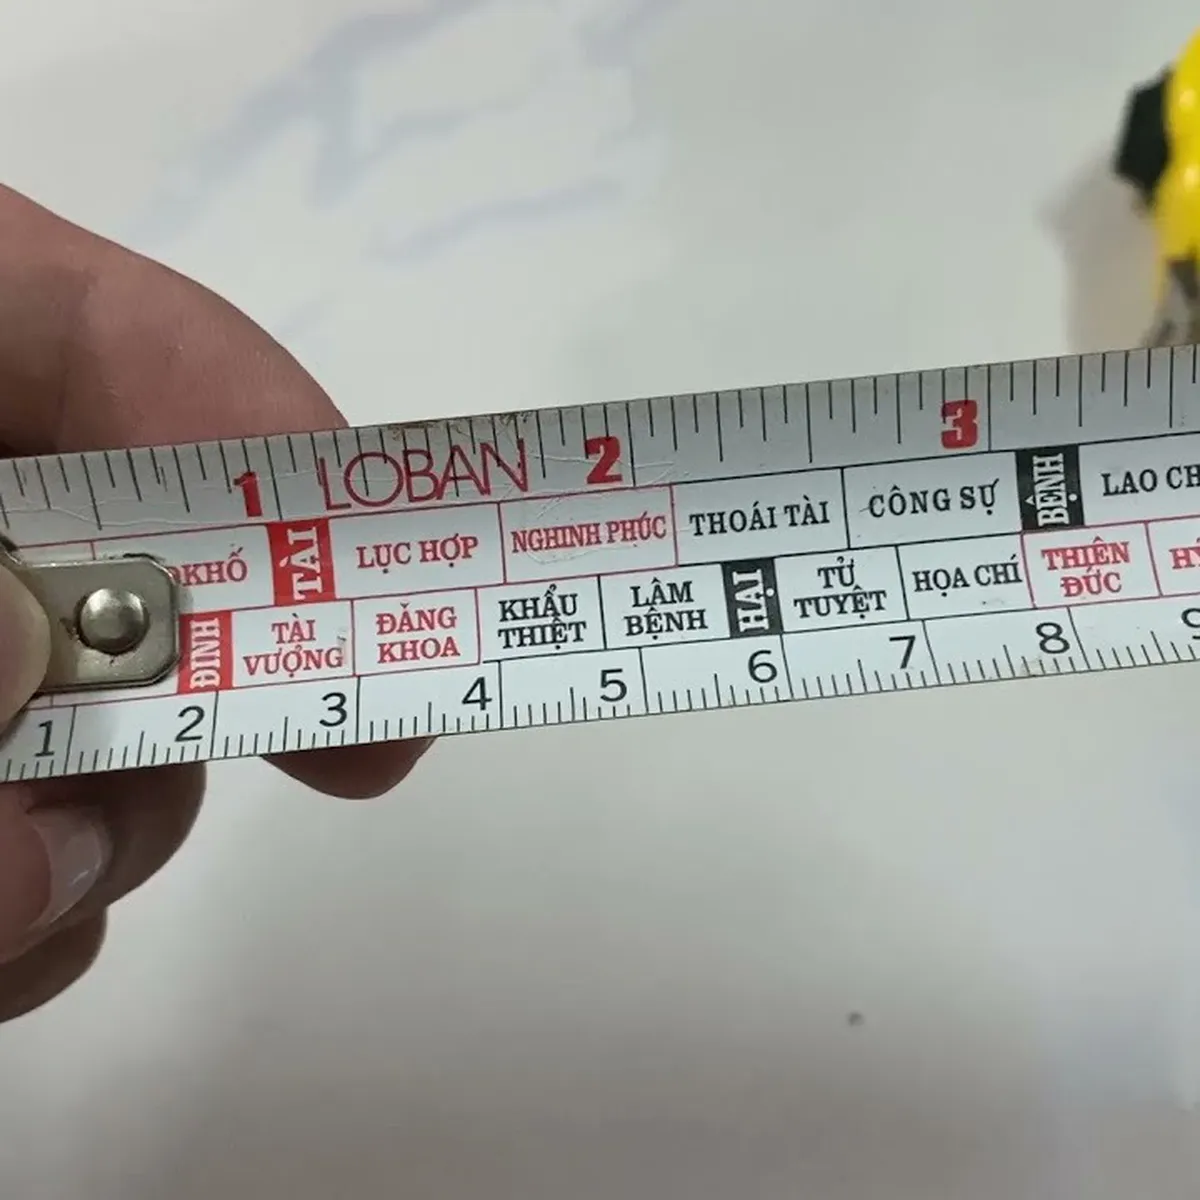 1 LOBAN 2 3
KHỐ TÀI LỤC HỢP NGHINH PHÚC THOÁI TÀI CÔNG SỰ BỆNH LAO
ĐINH TÀI VƯỢNG ĐĂNG KHOA KHẨU THIỆT LÂM BỆNH HẠI TỬ TUYỆT HỌA CHÍ THIÊN ĐỨC
1 2 3 4 5 6 7 8 9